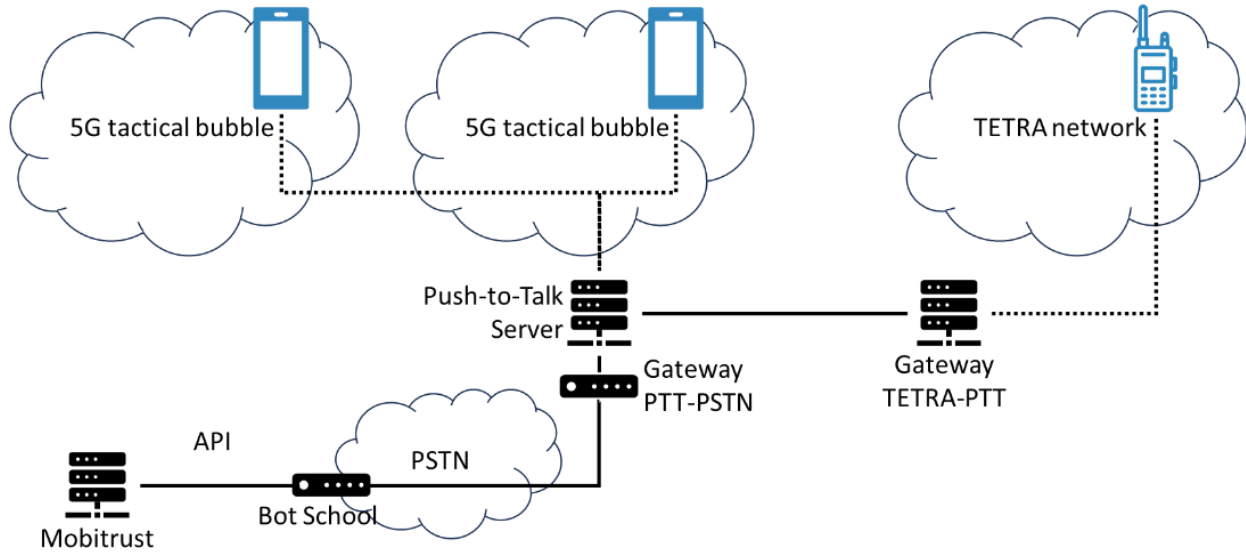 5G tactical bubble
5G tactical bubble
TETRA network
Push-to-Talk
Server
Gateway
PTT-PSTN
Gateway
TETRA-PTT
API
PSTN
Bot School
Mobitrust